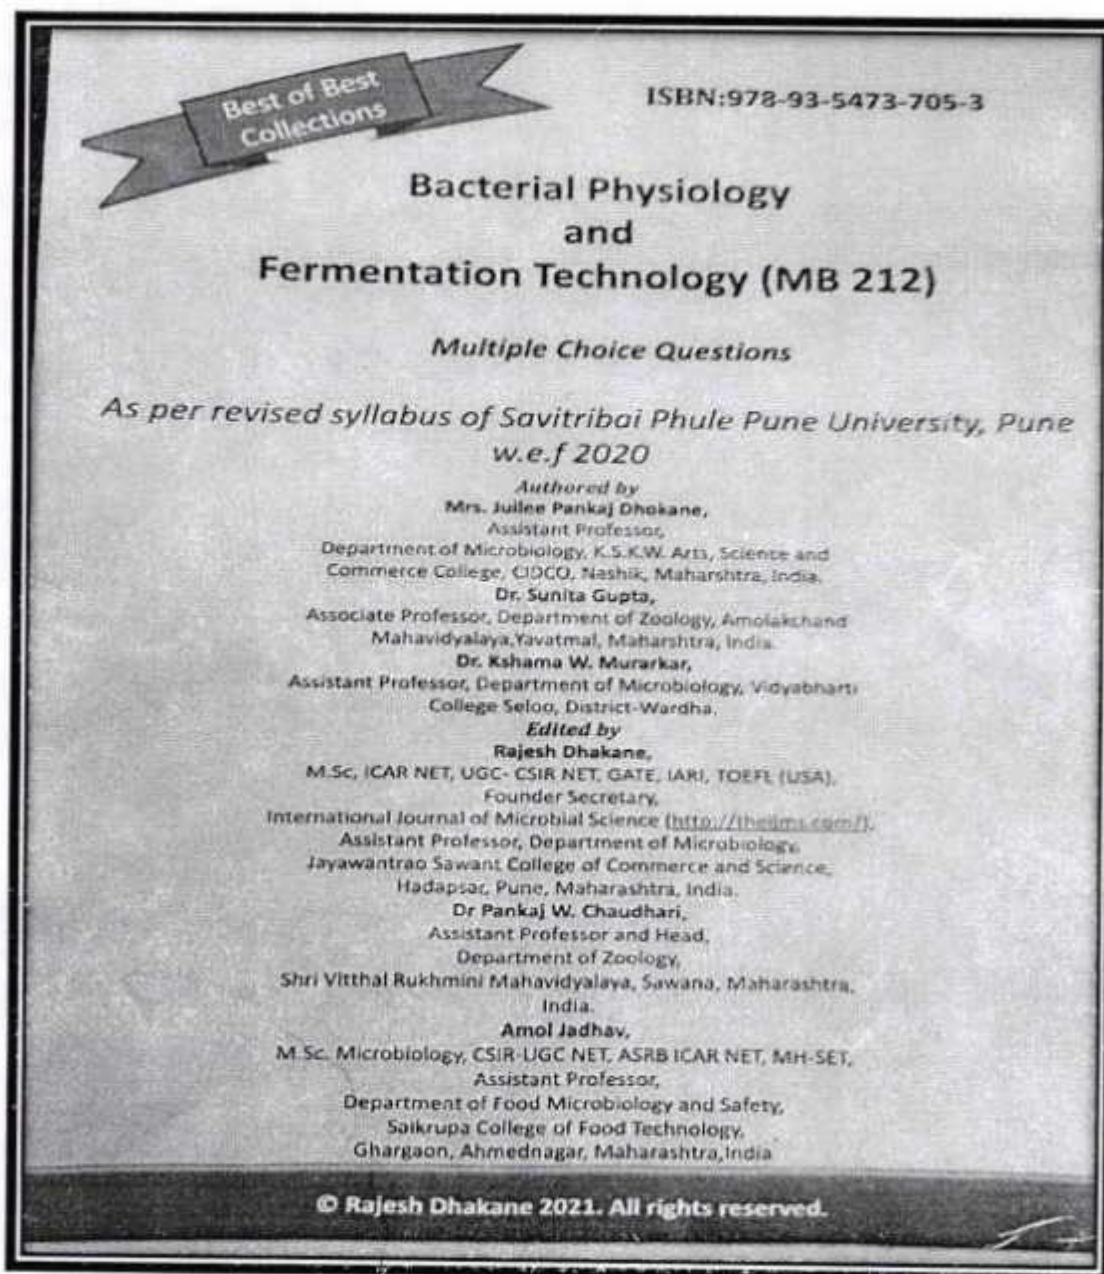 Best of Best
Collections
ISBN:978-93-5473-705-3
Bacterial Physiology
and
Fermentation Technology (MB 212)
Multiple Choice Questions
As per revised syllabus of Savitribai Phule Pune University, Pune
w.e.f 2020
Authored by
Mrs. Juilee Pankaj Dhokane,
Assistant Professor,
Department of Microbiology, K.S.K.W. Arts, Science and
Commerce College, CIDCO, Nashik, Maharshtra, India.
Dr. Sunita Gupta,
Associate Professor, Department of Zoology, Amolakchand
Mahavidyalaya,Yavatmal, Maharshtra, India.
Dr. Kshama W. Murarkar,
Assistant Professor, Department of Microbiology, Vidyabharti
College Seloo, District-Wardha.
Edited by
Rajesh Dhakane,
M.Sc, ICAR NET, UGC- CSIR NET, GATE, IARI, TOEFL (USA),
Founder Secretary,
International Journal of Microbial Science (http://theijms.com/),
Assistant Professor, Department of Microbiology,
Jayawantrao Sawant College of Commerce and Science,
Hadapsar, Pune, Maharashtra, India.
Dr Pankaj W. Chaudhari,
Assistant Professor and Head,
Department of Zoology,
Shri Vitthal Rukhmini Mahavidyalaya, Sawana, Maharashtra,
India.
Amol Jadhav,
M.Sc. Microbiology, CSIR-UGC NET, ASRB ICAR NET, MH-SET,
Assistant Professor,
Department of Food Microbiology and Safety,
Saikrupa College of Food Technology,
Ghargaon, Ahmednagar, Maharashtra,India
© Rajesh Dhakane 2021. All rights reserved.